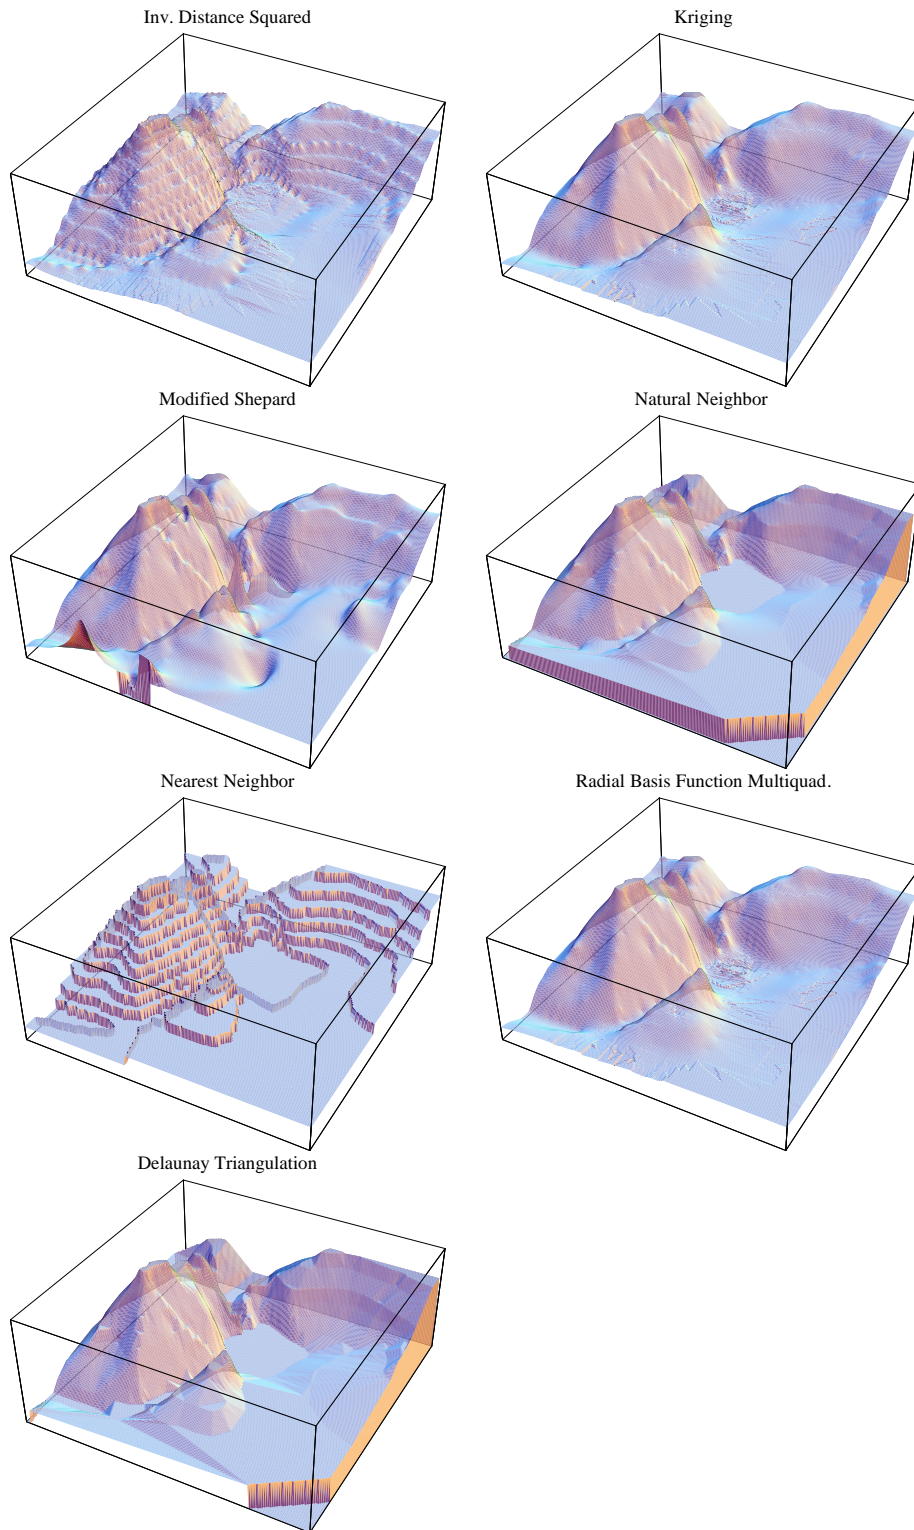 Inv. Distance Squared
Kriging
Modified Shepard
Natural Neighbor
Nearest Neighbor
Radial Basis Function Multiquad.
Delaunay Triangulation